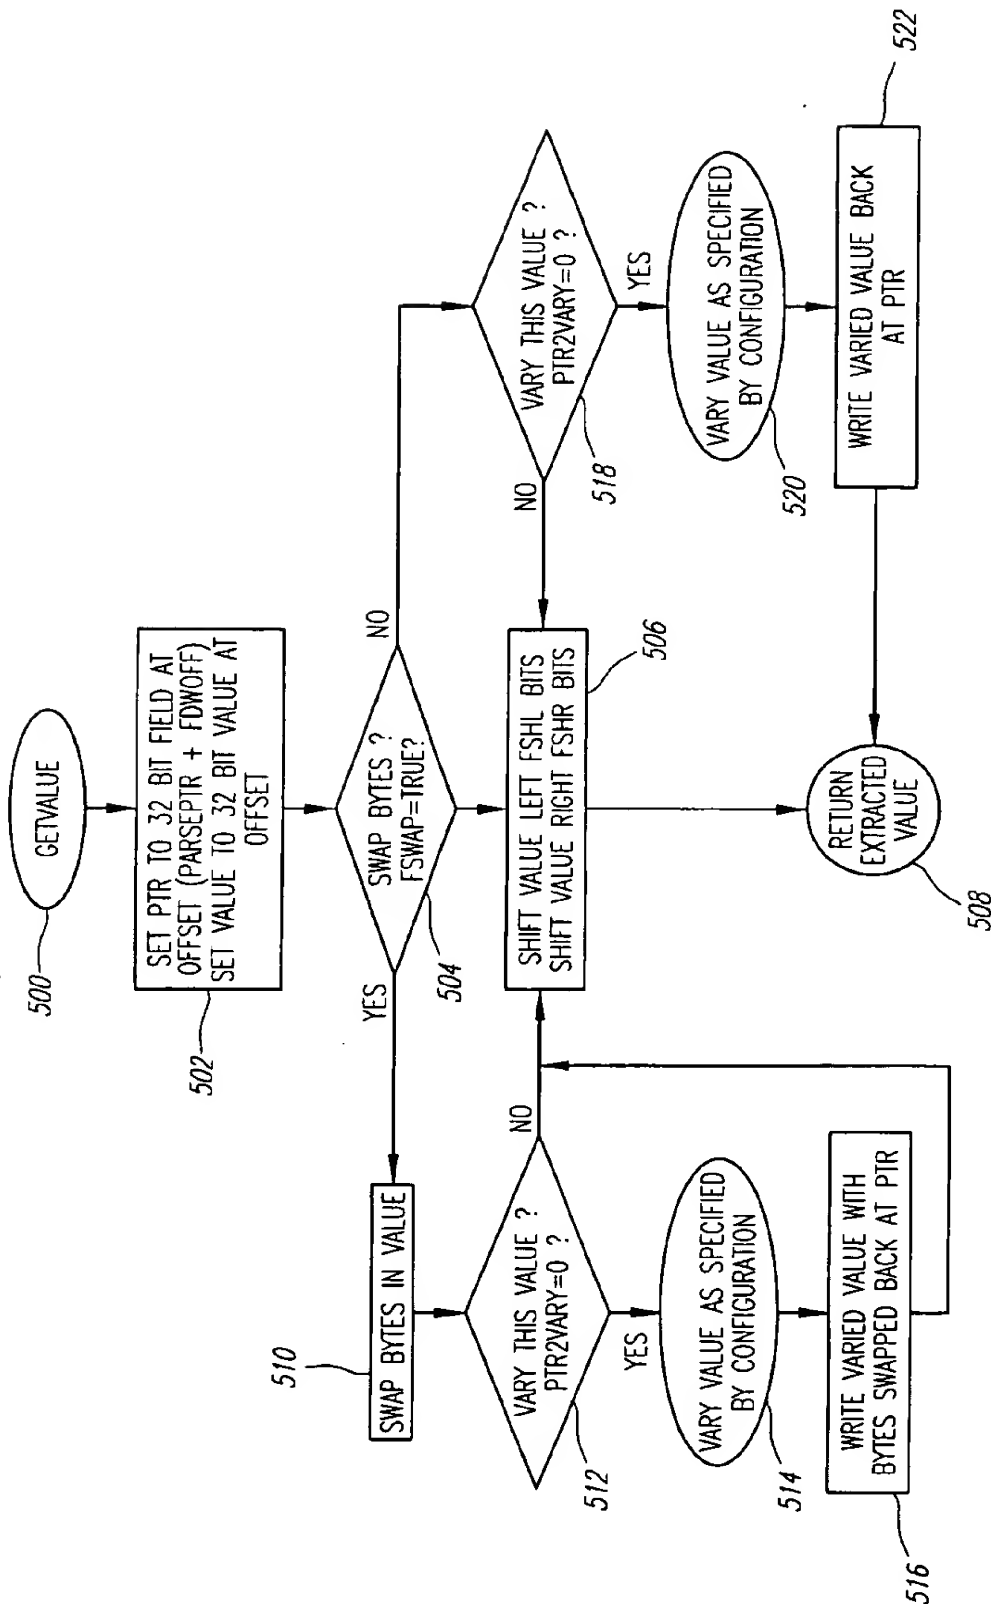 GETVALUE
500
SET PTR TO 32 BIT FIELD AT
OFFSET (PARSEPTR + FDWOFF)
SET VALUE TO 32 BIT VALUE AT
OFFSET
502
SWAP BYTES ?
FSWAP=TRUE?
504
YES
NO
510
SWAP BYTES IN VALUE
VARY THIS VALUE ?
PTR2VARY=0 ?
512
NO
YES
VARY VALUE AS SPECIFIED
BY CONFIGURATION
514
WRITE VARIED VALUE WITH
BYTES SWAPPED BACK AT PTR
516
SHIFT VALUE LEFT FSHL BITS
SHIFT VALUE RIGHT FSHR BITS
506
RETURN
EXTRACTED
VALUE
508
VARY THIS VALUE ?
PTR2VARY=0 ?
518
NO
YES
VARY VALUE AS SPECIFIED
BY CONFIGURATION
520
WRITE VARIED VALUE BACK
AT PTR
522